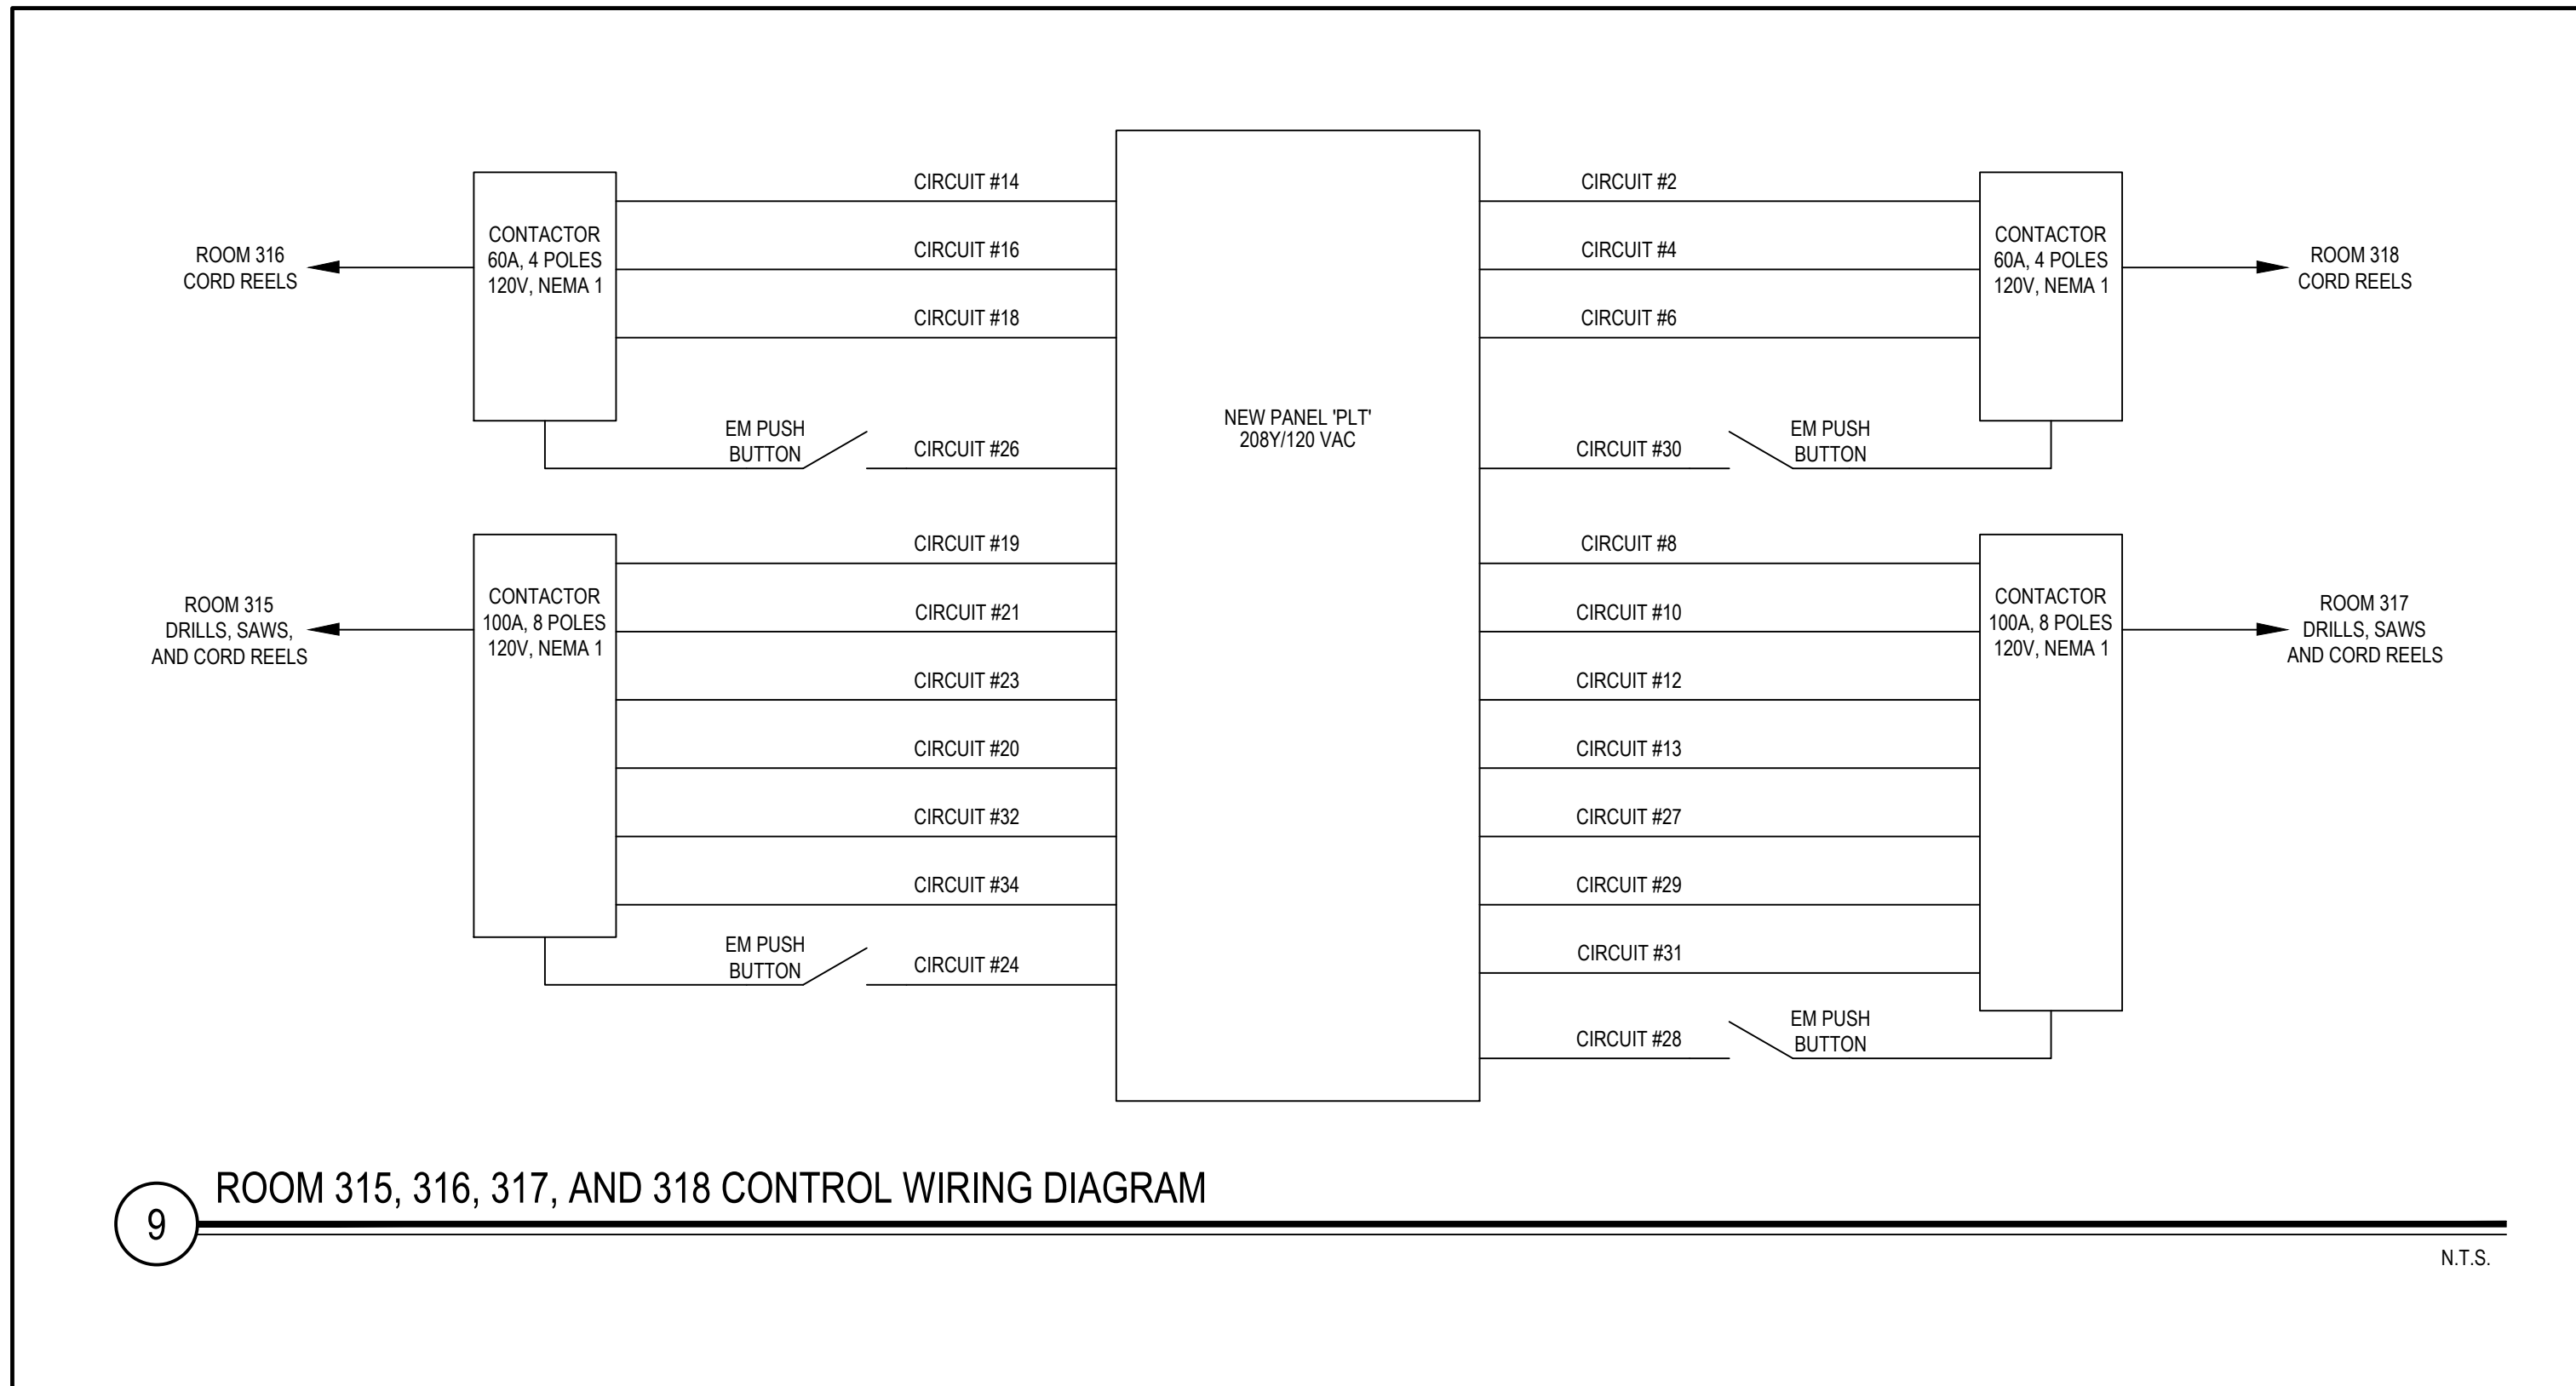 CIRCUIT #14
CIRCUIT #16
CIRCUIT #18
CONTACTOR
60A, 4 POLES
120V, NEMA 1
ROOM 316
CORD REELS
EM PUSH
BUTTON
CIRCUIT #26
CIRCUIT #19
CIRCUIT #21
CIRCUIT #23
CIRCUIT #20
CIRCUIT #32
CIRCUIT #34
CONTACTOR
100A, 8 POLES
120V, NEMA 1
ROOM 315
DRILLS, SAWS,
AND CORD REELS
EM PUSH
BUTTON
CIRCUIT #24
NEW PANEL 'PLT'
208Y/120 VAC
CIRCUIT #2
CIRCUIT #4
CIRCUIT #6
CONTACTOR
60A, 4 POLES
120V, NEMA 1
ROOM 318
CORD REELS
CIRCUIT #30
EM PUSH
BUTTON
CIRCUIT #8
CIRCUIT #10
CIRCUIT #12
CIRCUIT #13
CIRCUIT #27
CIRCUIT #29
CIRCUIT #31
CONTACTOR
100A, 8 POLES
120V, NEMA 1
ROOM 317
DRILLS, SAWS
AND CORD REELS
CIRCUIT #28
EM PUSH
BUTTON
9
ROOM 315, 316, 317, AND 318 CONTROL WIRING DIAGRAM
N.T.S.